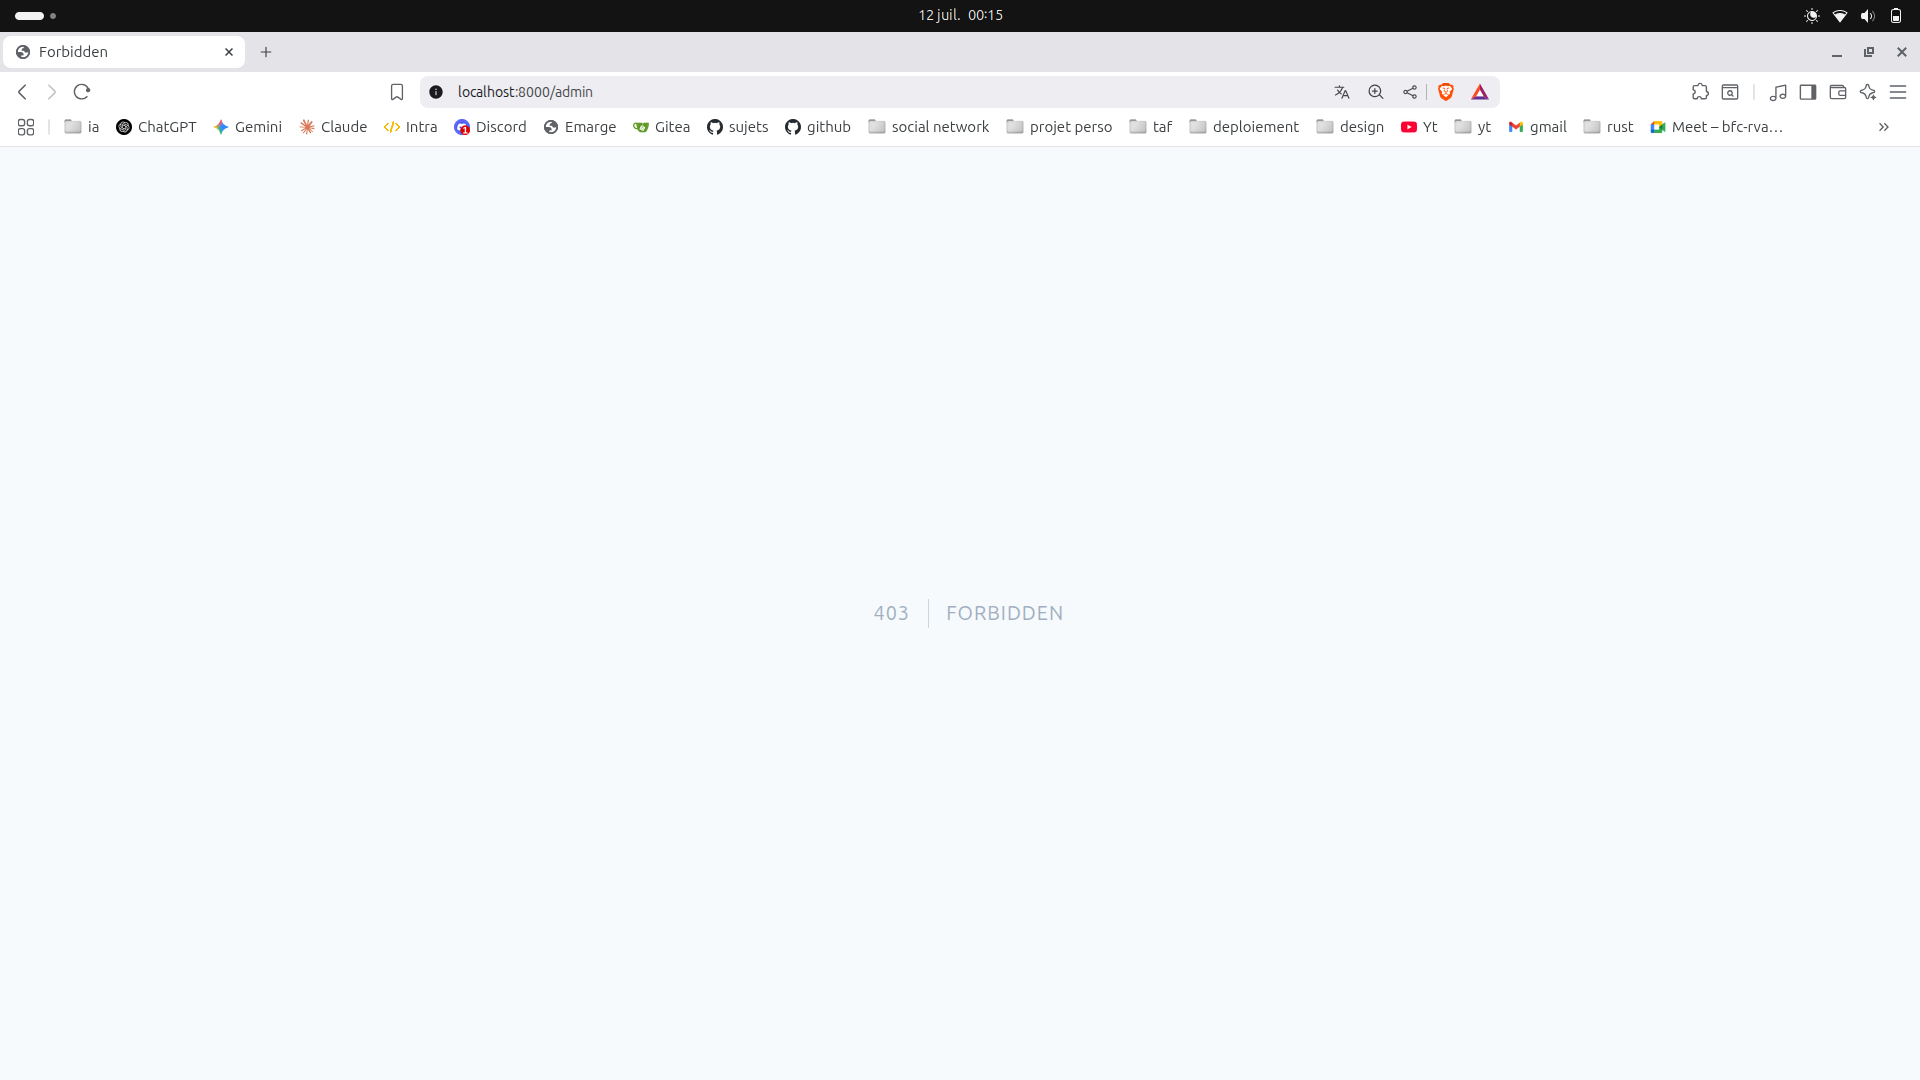 12 juil. 00:15
Forbidden
localhost:8000/admin
ia ChatGPT Gemini Claude Intra Discord Emarge Gitea sujets github social network projet perso taf deploiement design Yt yt gmail rust Meet – bfc-rva…
403 FORBIDDEN